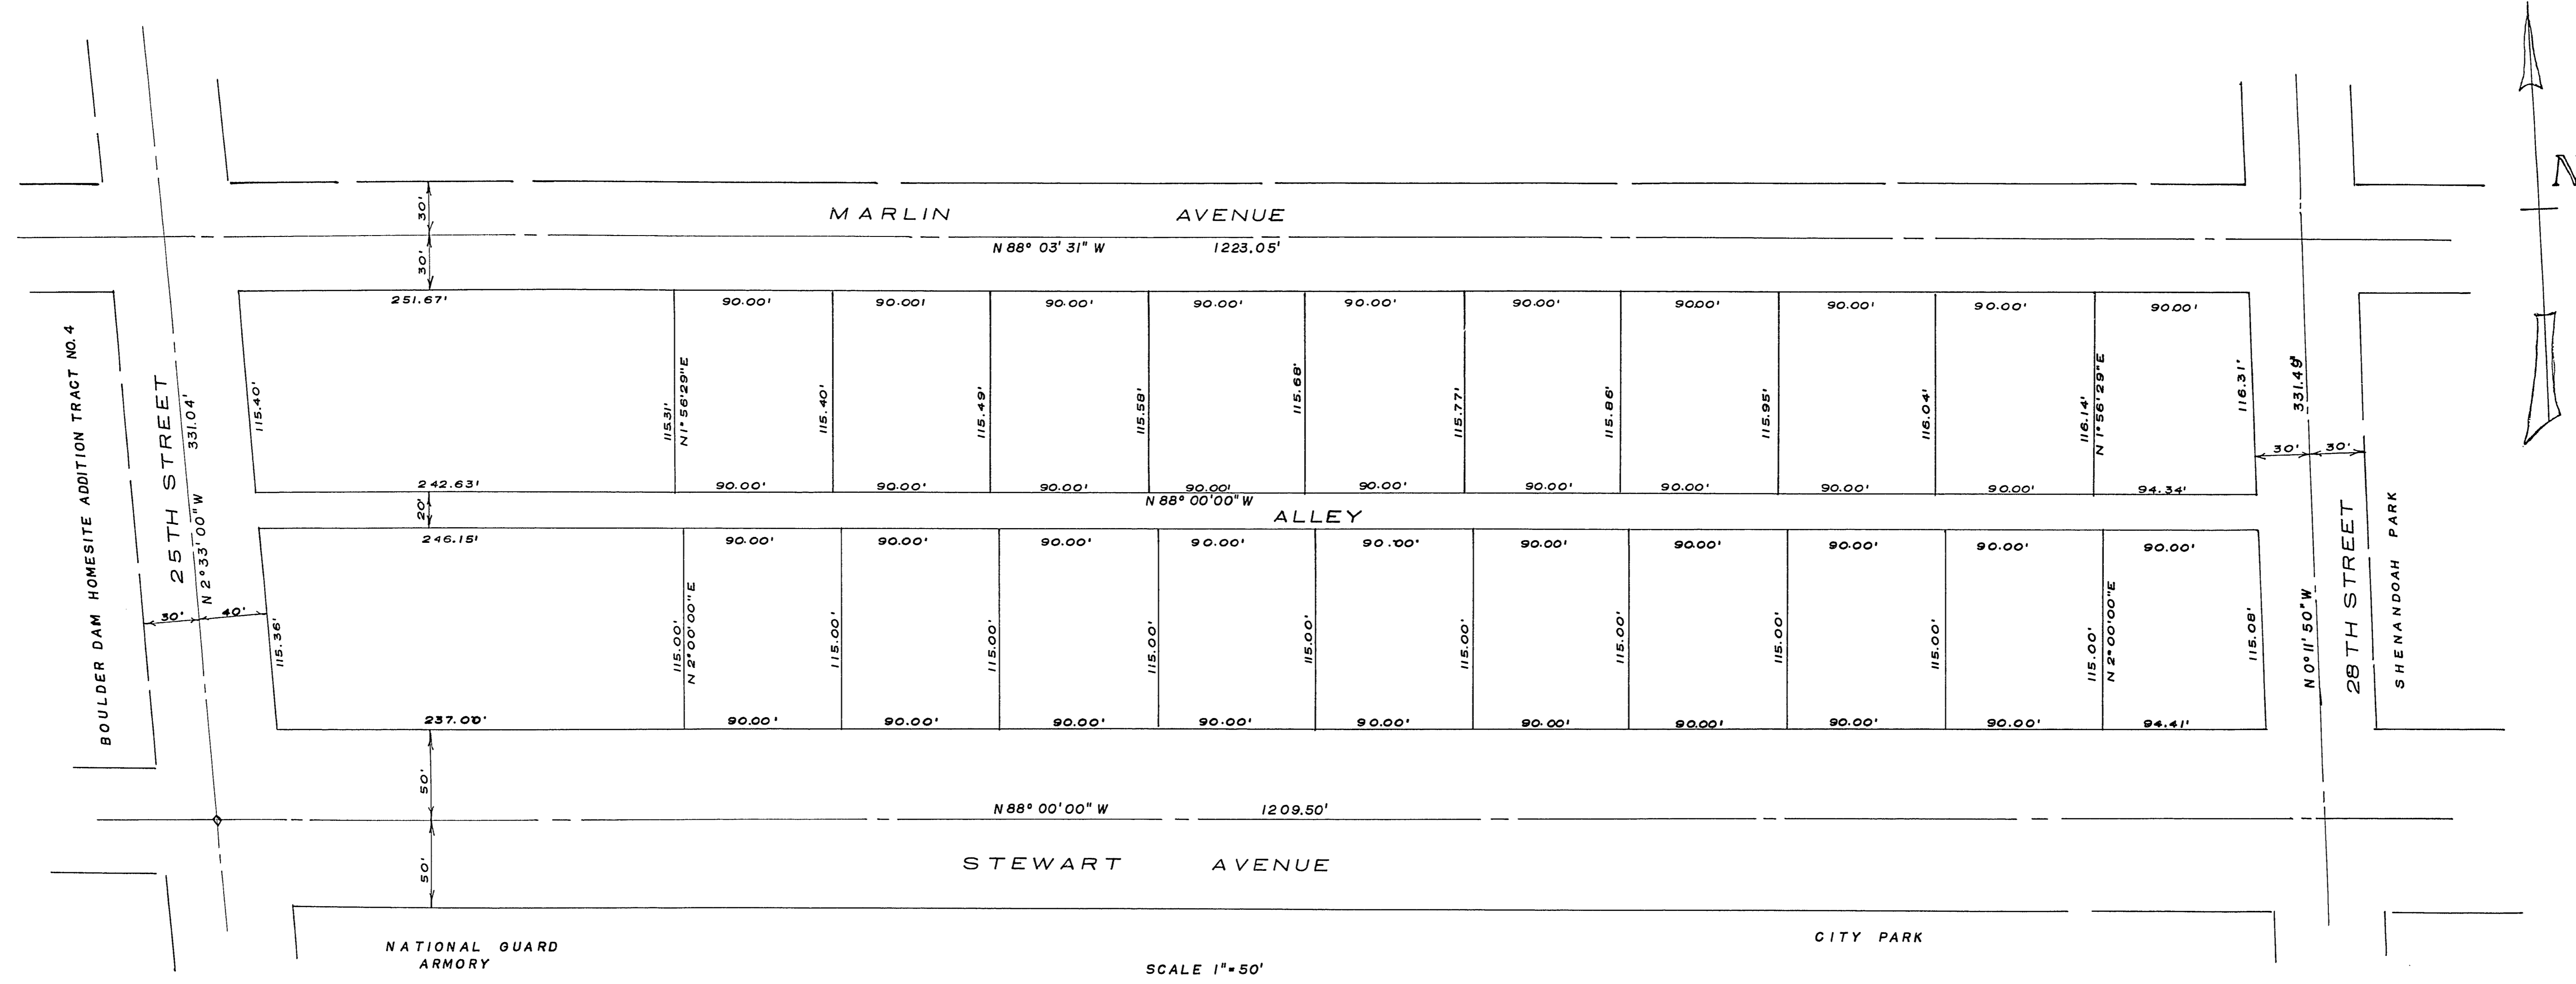 N
30'
MARLIN AVENUE
30'
N 88° 03' 31" W 1223.05'
251.67' 90.00' 90.00' 90.00' 90.00' 90.00' 90.00' 90.00' 90.00' 90.00' 90.00'
BOULDER DAM HOMESITE ADDITION TRACT NO. 4
25TH STREET
331.04'
N 2° 33' 00" W
115.40'
115.31'
N 1° 56' 29" E
115.40'
115.49'
115.58'
115.68'
115.77'
115.86'
115.95'
116.04'
116.14'
N 1° 56' 29" E
116.31'
331.49'
30' 30'
242.63' 90.00' 90.00' 90.00' 90.00' 90.00' 90.00' 90.00' 90.00' 90.00' 94.34'
N 88° 00' 00" W
20'
ALLEY
246.15' 90.00' 90.00' 90.00' 90.00' 90.00' 90.00' 90.00' 90.00' 90.00' 90.00'
30' 40'
115.36'
115.00'
N 2° 00' 00" E
115.00'
115.00'
115.00'
115.00'
115.00'
115.00'
115.00'
115.00'
115.00'
N 2° 00' 00" E
115.08'
N 0° 11' 50" W
28TH STREET
SHENANDOAH PARK
237.00' 90.00' 90.00' 90.00' 90.00' 90.00' 90.00' 90.00' 90.00' 90.00' 94.41'
50'
N 88° 00' 00" W 1209.50'
STEWART AVENUE
50'
NATIONAL GUARD
ARMORY
CITY PARK
SCALE 1"=50'